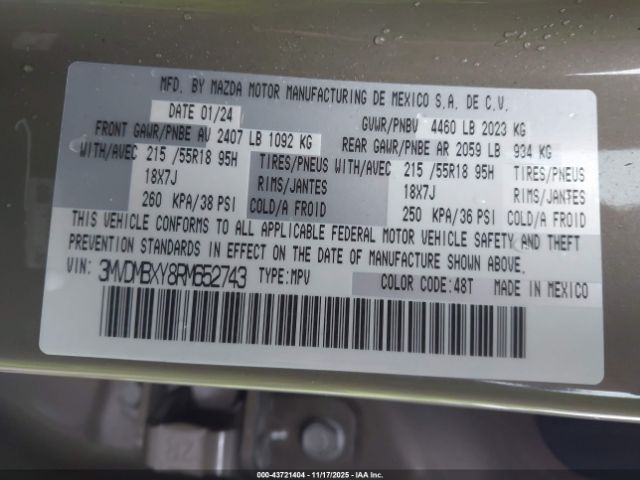 MFD. BY MAZDA MOTOR MANUFACTURING DE MEXICO S.A. DE C.V.
DATE 01/24 GVWR/PNBV 4460 LB 2023 KG
FRONT GAWR/PNBE AV 2407 LB 1092 KG REAR GAWR/PNBE AR 2059 LB 934 KG
WITH/AVEC 215 /55R18 95H TIRES/PNEUS WITH/AVEC 215 /55R18 95H TIRES/PNEUS
18X7J RIMS/JANTES 18X7J RIMS/JANTES
260 KPA/38 PSI COLD/A FROID 250 KPA/36 PSI COLD/A FROID
THIS VEHICLE CONFORMS TO ALL APPLICABLE FEDERAL MOTOR VEHICLE SAFETY AND THEFT
PREVENTION STANDARDS IN EFFECT ON THE DATE OF MANUFACTURE SHOWN ABOVE.
VIN: 3MVDMBXY8RM652743 TYPE:MPV COLOR CODE:48T MADE IN MEXICO
82
© - 43721404 - 11/17/2025 - IAA Inc.